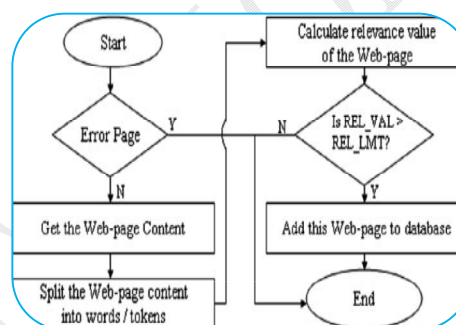 Start
Error Page
Y
N
Get the Web-page Content
Split the Web-page content
into words / tokens
Calculate relevance value
of the Web-page
Is REL_VAL >
REL_LMT?
N
Y
Add this Web-page to database
End